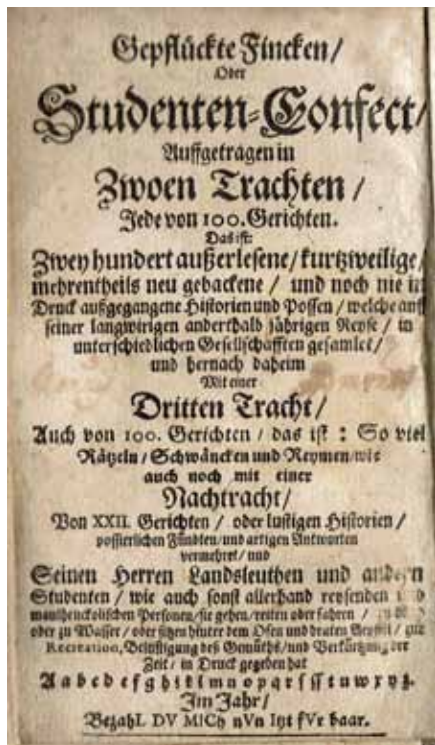 Gepflückte Fincken/
Oder
Studenten-Confect/
Auffgetragen in
Zwoen Trachten /
Jede von 100. Gerichten.
Das ist:
Zwey hundert außerlesene/ kurtzweilige/
mehrentheils neu gebackene / und noch nie in
Druck außgegangene Historien und Possen / welche auff
seiner langwirigen anderthalb jährigen Reyse / in
unterschiedlichen Gesellschafften gesamlet/
und hernach daheim
Mit einer
Dritten Tracht/
Auch von 100. Gerichten / das ist : So viel
Rätzeln / Schwäncken und Reymen/wie
auch noch mit einer
Nachtracht/
Von XXII. Gerichten / oder lustigen Historien /
possierlichen Fündlen/und artigen Antworten
vermehret/ und
Seinen Herren Landsleuthen und andern
Studenten / wie auch sonst allerhand reysenden
maulhenckolischen Personen/sie gehen/reiten oder fahren /
oder zu Wasser / oder sitzen hinter dem Ofen und braten / zur
Recreation, Belustigung deß Gemüths/und Verkürtzung der
Zeit / in Druck gegeben hat
A a b c d e f g h i k l m n o p q r s ſ st t u w x y z.
Im Jahr/
BezahL DV MICh nVn Itzt fVr baar.